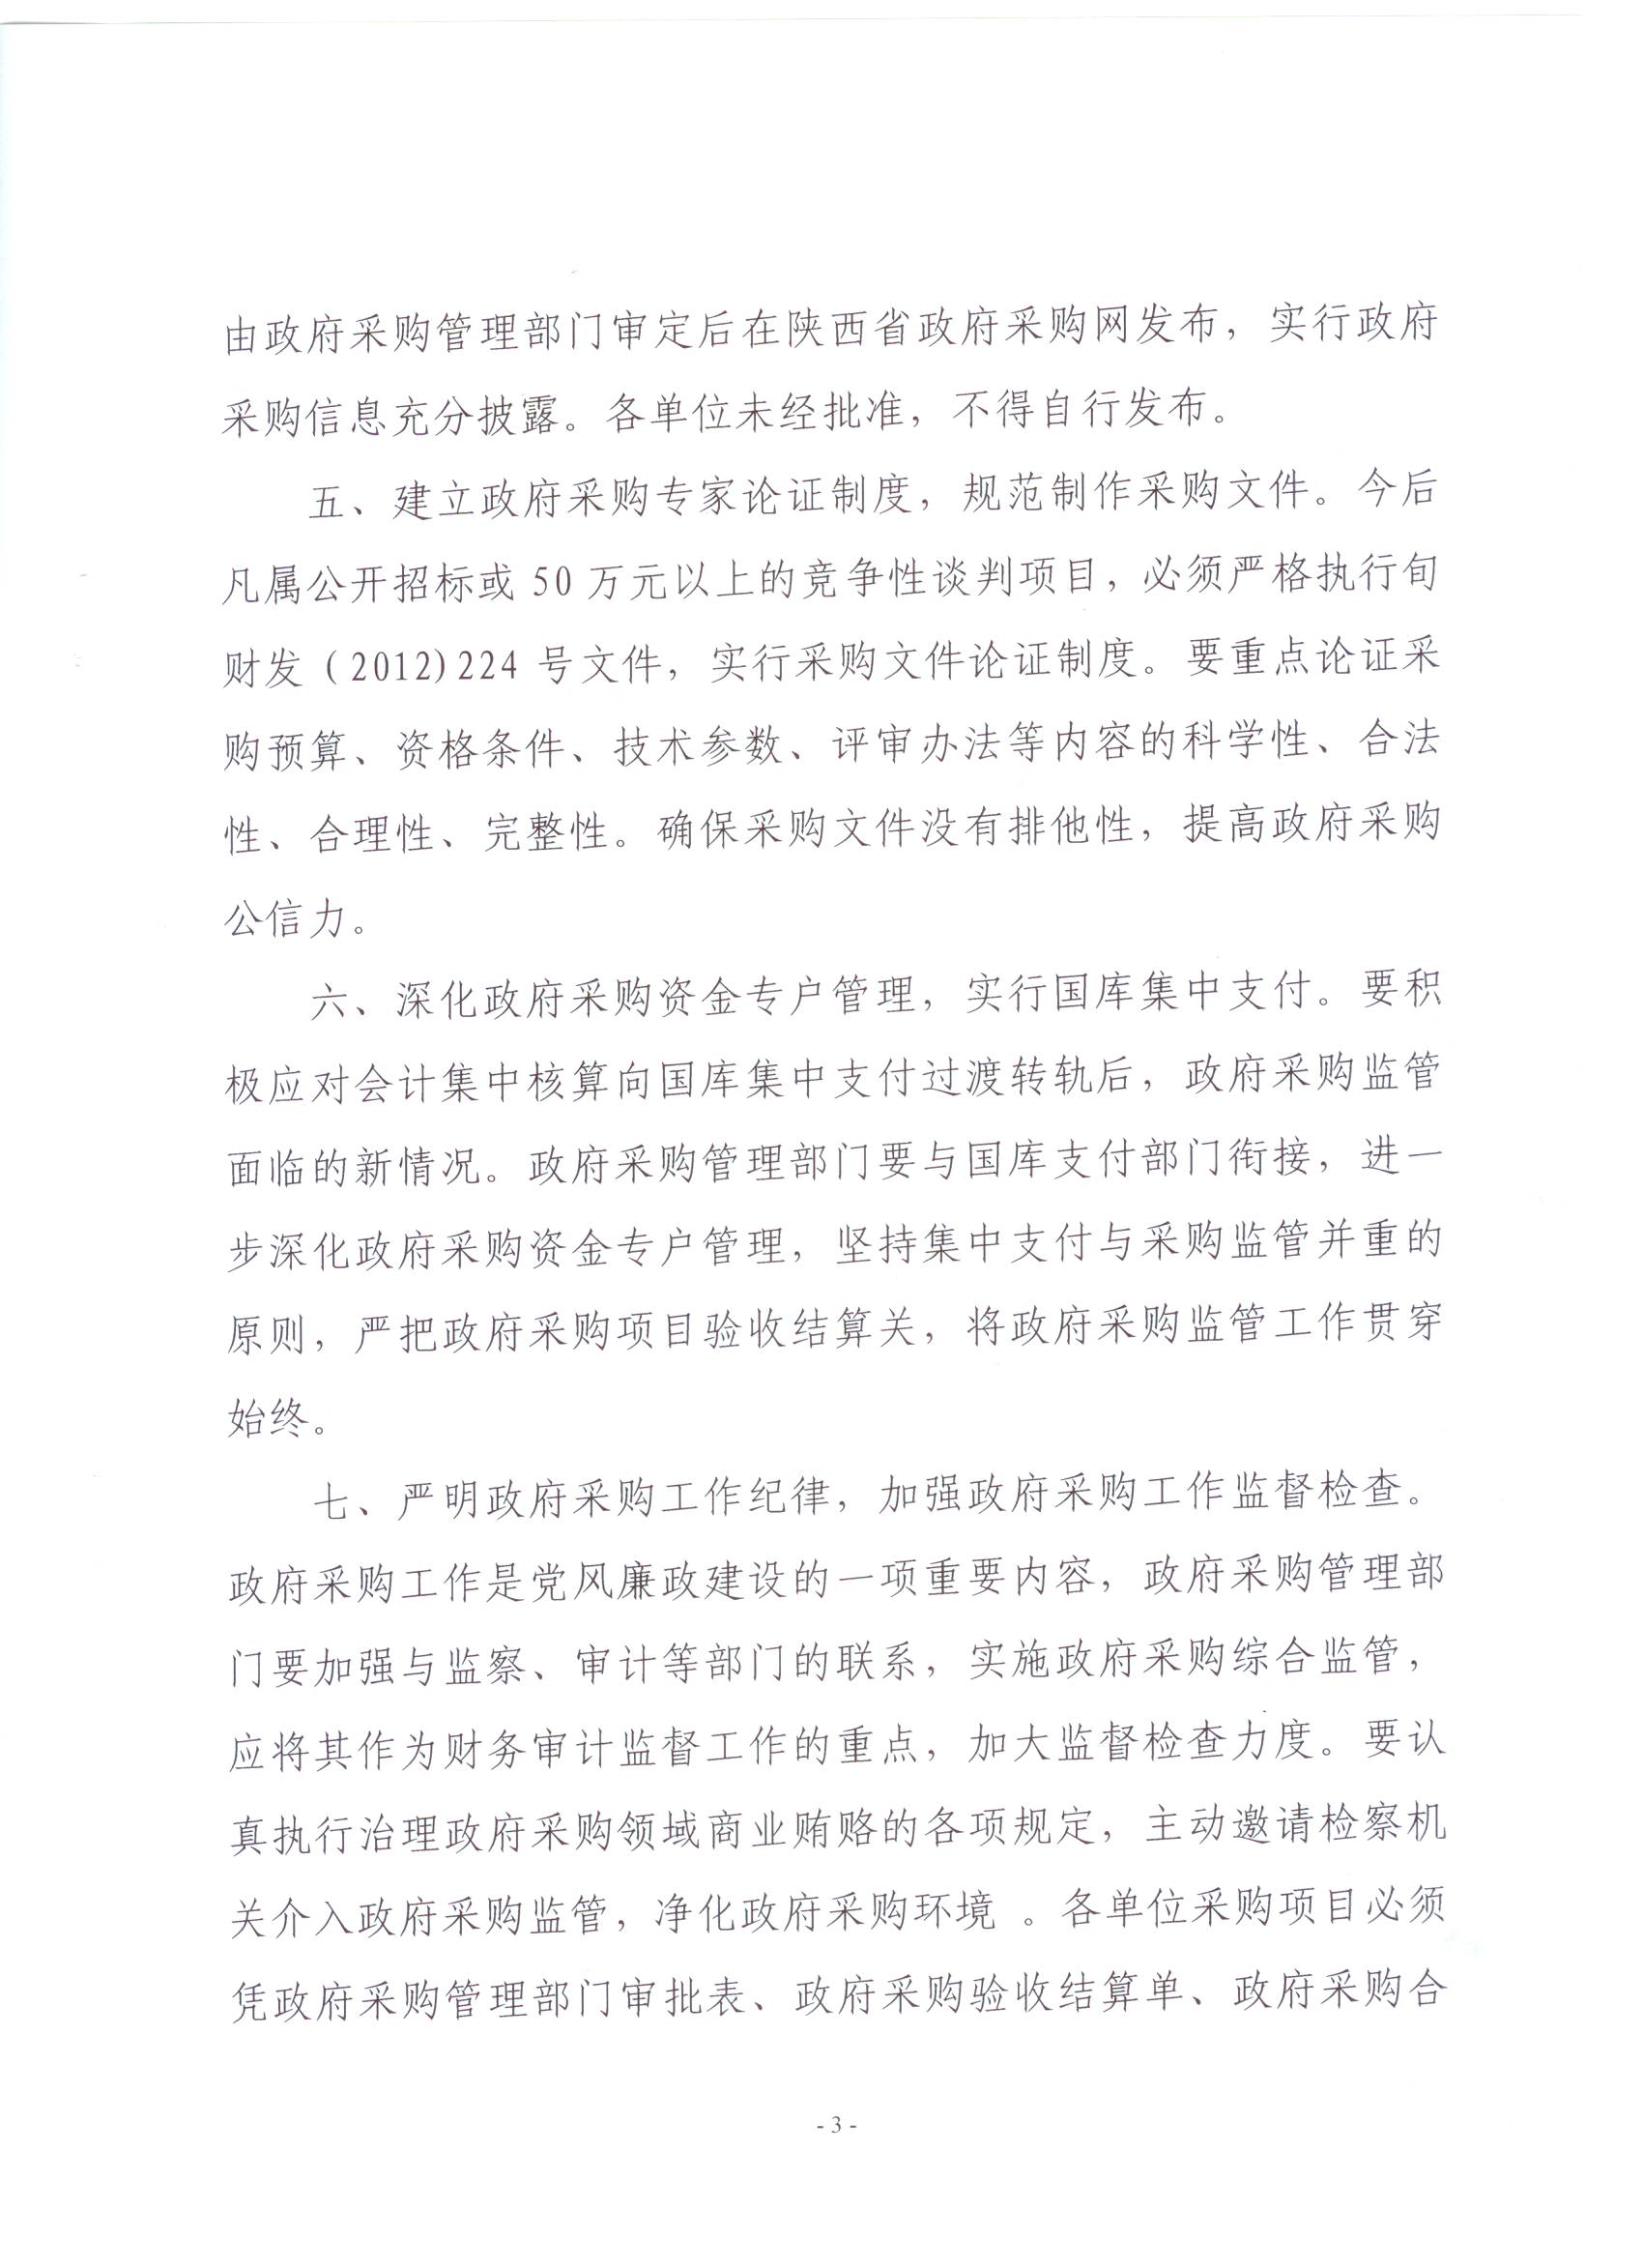 由政府采购管理部门审定后在陕西省政府采购网发布，实行政府
采购信息充分披露。各单位未经批准，不得自行发布。
五、建立政府采购专家论证制度，规范制作采购文件。今后
凡属公开招标或 50 万元以上的竞争性谈判项目，必须严格执行旬
财发 (2012)224 号文件，实行采购文件论证制度。要重点论证采
购预算、资格条件、技术参数、评审办法等内容的科学性、合法
性、合理性、完整性。确保采购文件没有排他性，提高政府采购
公信力。
六、深化政府采购资金专户管理，实行国库集中支付。要积
极应对会计集中核算向国库集中支付过渡转轨后，政府采购监管
面临的新情况。政府采购管理部门要与国库支付部门衔接，进一
步深化政府采购资金专户管理，坚持集中支付与采购监管并重的
原则，严把政府采购项目验收结算关，将政府采购监管工作贯穿
始终。
七、严明政府采购工作纪律，加强政府采购工作监督检查。
政府采购工作是党风廉政建设的一项重要内容，政府采购管理部
门要加强与监察、审计等部门的联系，实施政府采购综合监管，
应将其作为财务审计监督工作的重点，加大监督检查力度。要认
真执行治理政府采购领域商业贿赂的各项规定，主动邀请检察机
关介入政府采购监管，净化政府采购环境 。各单位采购项目必须
凭政府采购管理部门审批表、政府采购验收结算单、政府采购合
- 3 -